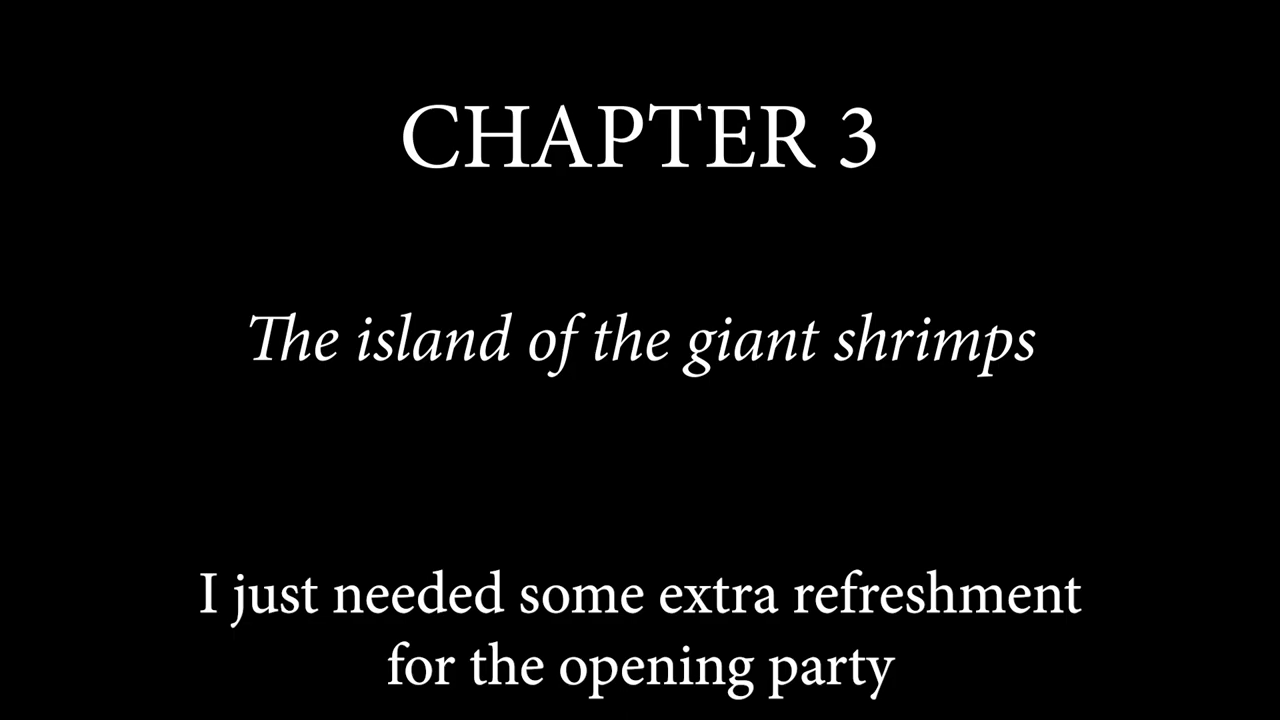 CHAPTER 3
The island of the giant shrimps
I just needed some extra refreshment
for the opening party